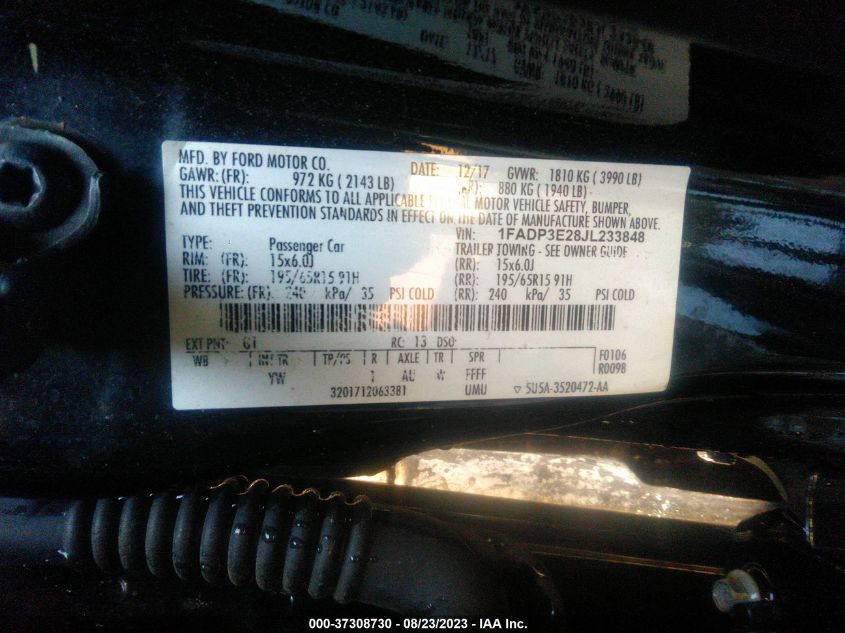 MFD. BY FORD MOTOR CO. DATE: 12/17 GVWR: 1810 KG ( 3990 LB)
GAWR: (FR): 972 KG ( 2143 LB) 880 KG ( 1940 LB)
THIS VEHICLE CONFORMS TO ALL APPLICABLE MOTOR VEHICLE SAFETY, BUMPER,
AND THEFT PREVENTION STANDARDS IN EFFECT ON THE DATE OF MANUFACTURE SHOWN ABOVE.
VIN: 1FADP3E28JL233848
TYPE: Passenger Car TRAILER TOWING - SEE OWNER GUIDE
RIM: (FR): 15x6.0J (RR): 15x6.0J
TIRE: (FR): 195/65R15 91H (RR): 195/65R15 91H
PRESSURE: (FR): 240 kPa/ 35 PSI COLD (RR): 240 kPa/ 35 PSI COLD
EXT PNT: RC: 13 DSO:
WB INT TR TP/PS R AXLE TR SPR F0106
YW AU W FFFF R0098
3201712063381 UMU ▽ 5U5A-3520472-AA
000-37308730 - 08/23/2023 - IAA Inc.